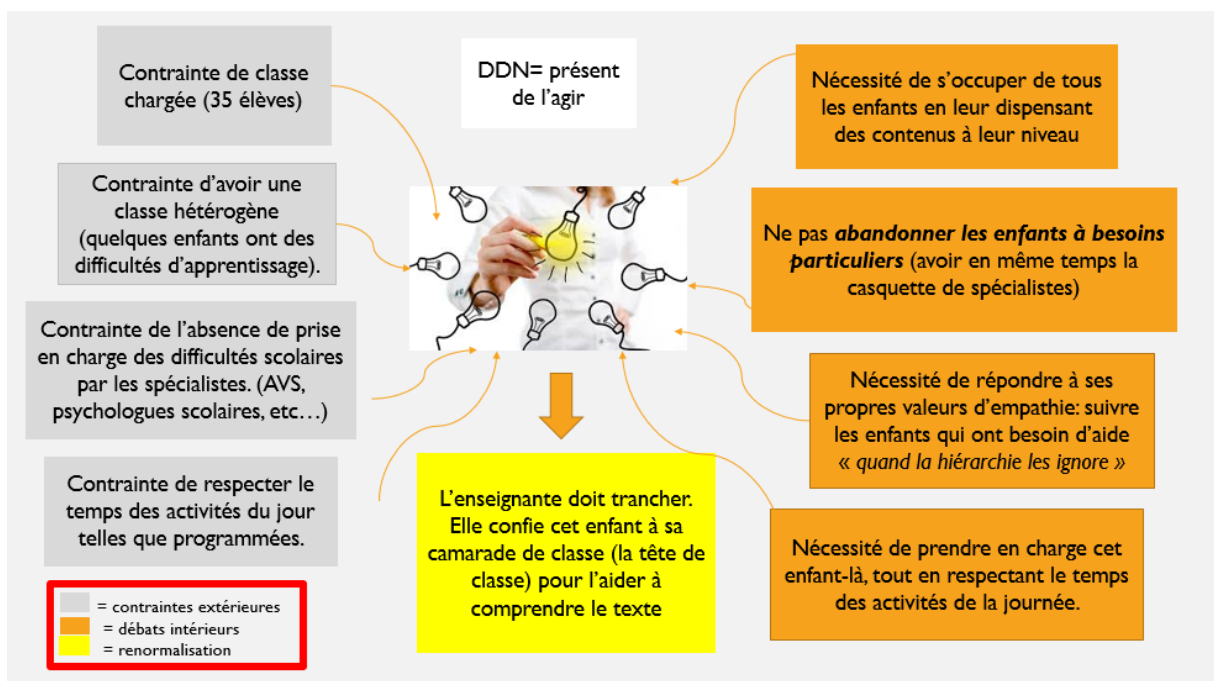 Contrainte de classe
chargée (35 élèves)
DDN= présent
de l'agir
Nécessité de s'occuper de tous
les enfants en leur dispensant
des contenus à leur niveau
Contrainte d'avoir une
classe hétérogène
(quelques enfants ont des
difficultés d'apprentissage).
Ne pas abandonner les enfants à besoins
particuliers (avoir en même temps la
casquette de spécialistes)
Contrainte de l'absence de prise
en charge des difficultés scolaires
par les spécialistes. (AVS,
psychologues scolaires, etc…)
Nécessité de répondre à ses
propres valeurs d'empathie: suivre
les enfants qui ont besoin d'aide
« quand la hiérarchie les ignore »
Contrainte de respecter le
temps des activités du jour
telles que programmées.
L'enseignante doit trancher.
Elle confie cet enfant à sa
camarade de classe (la tête de
classe) pour l'aider à
comprendre le texte
Nécessité de prendre en charge cet
enfant-là, tout en respectant le temps
des activités de la journée.
= contraintes extérieures
= débats intérieurs
= renormalisation